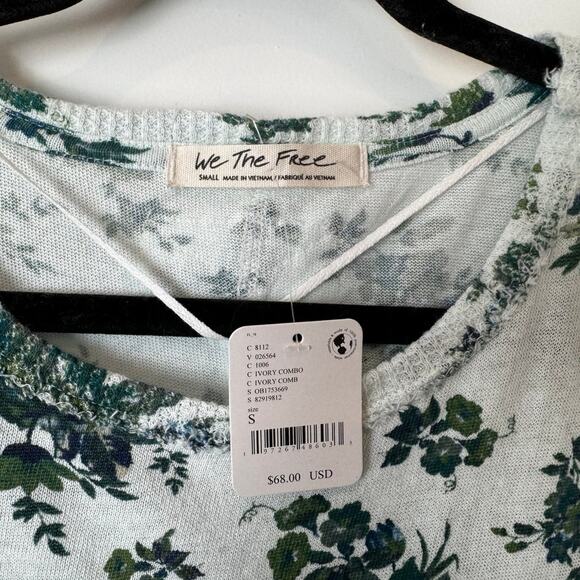 We The Free
SMALL MADE IN VIETNAM / FABRIQUÉ AU VIETNAM
C 8112
V 026564
C 1006
C IVORY COMBO
C IVORY COMB
S OB1753669
S 82919812
size
S
$68.00 USD